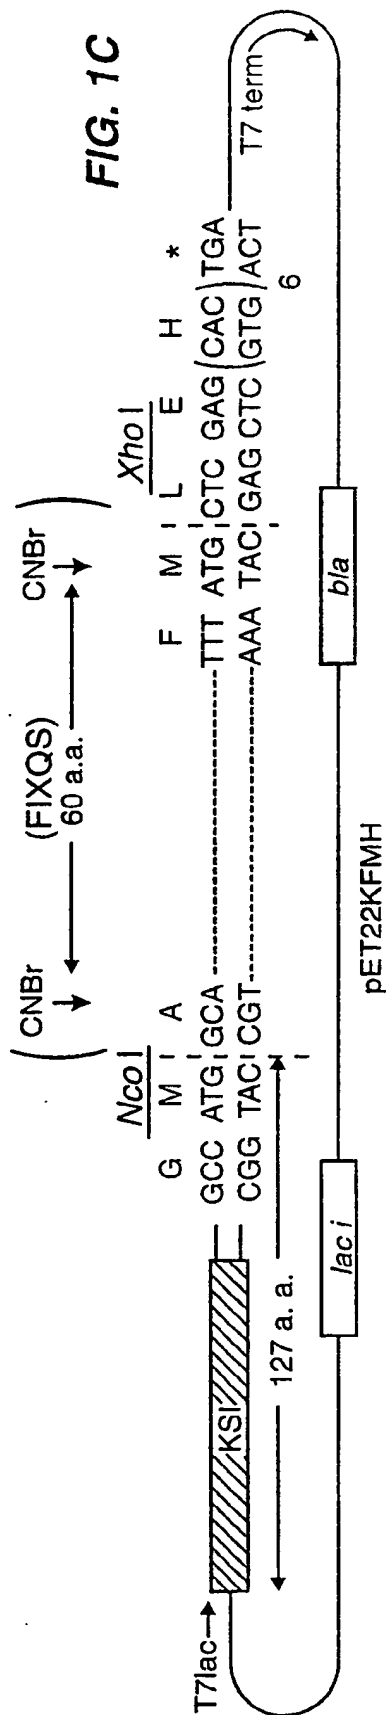 FIG. 1C
CNBr
(FIXQS)
60 a.a.
CNBr
Nco I
Xho I
G M A F M L E H *
GCC ATG GCA TTT ATG CTC GAG (CAC) TGA
CGG TAC CGT AAA TAC GAG CTC (GTG) ACT
6
T7lac
KSI
127 a. a.
T7 term
lac i
bla
pET22KFMH